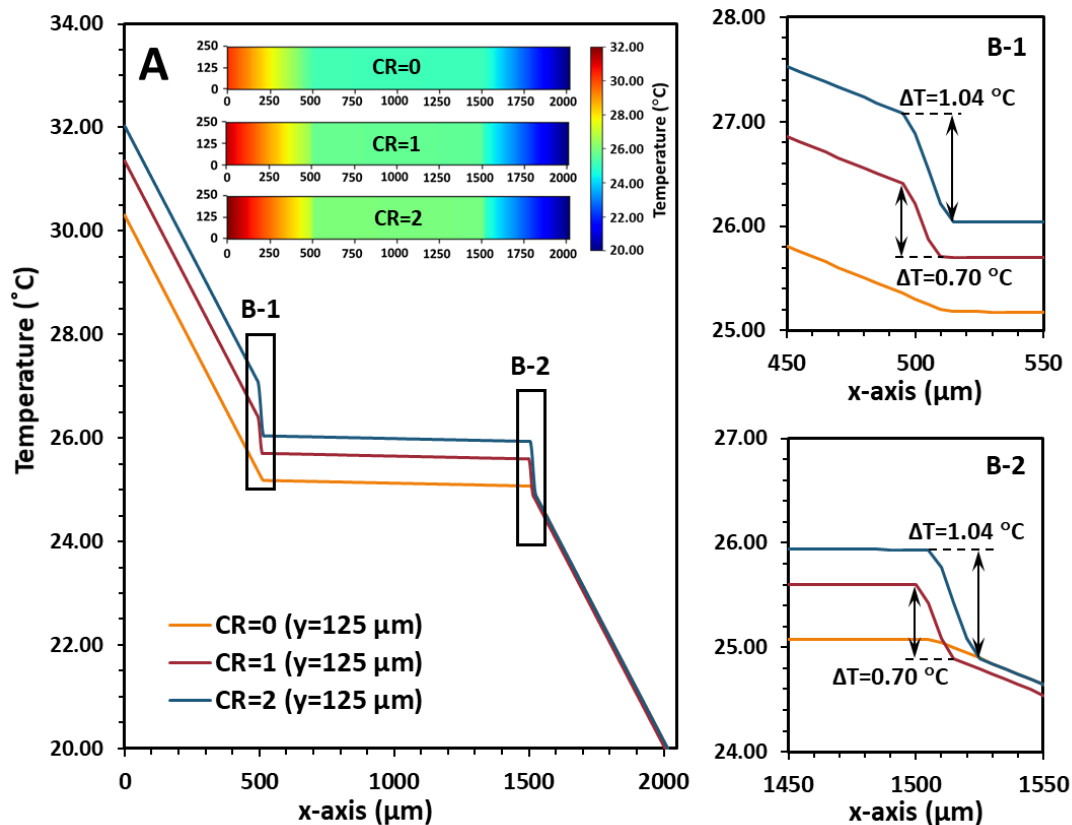 34.00
32.00
30.00
28.00
26.00
24.00
22.00
20.00
Temperature (˚C)
0 500 1000 1500 2000
x-axis (µm)
A
250
125
0
CR=0
0 250 500 750 1000 1250 1500 1750 2000
250
125
0
CR=1
0 250 500 750 1000 1250 1500 1750 2000
250
125
0
CR=2
0 250 500 750 1000 1250 1500 1750 2000
32.00
30.00
28.00
26.00
24.00
22.00
20.00
Temperature (°C)
B-1
B-2
CR=0 (y=125 µm)
CR=1 (y=125 µm)
CR=2 (y=125 µm)
28.00
27.00
26.00
25.00
B-1
ΔT=1.04 ᴼC
ΔT=0.70 ᴼC
450 500 550
x-axis (µm)
27.00
26.00
25.00
24.00
B-2
ΔT=1.04 ᴼC
ΔT=0.70 ᴼC
1450 1500 1550
x-axis (µm)